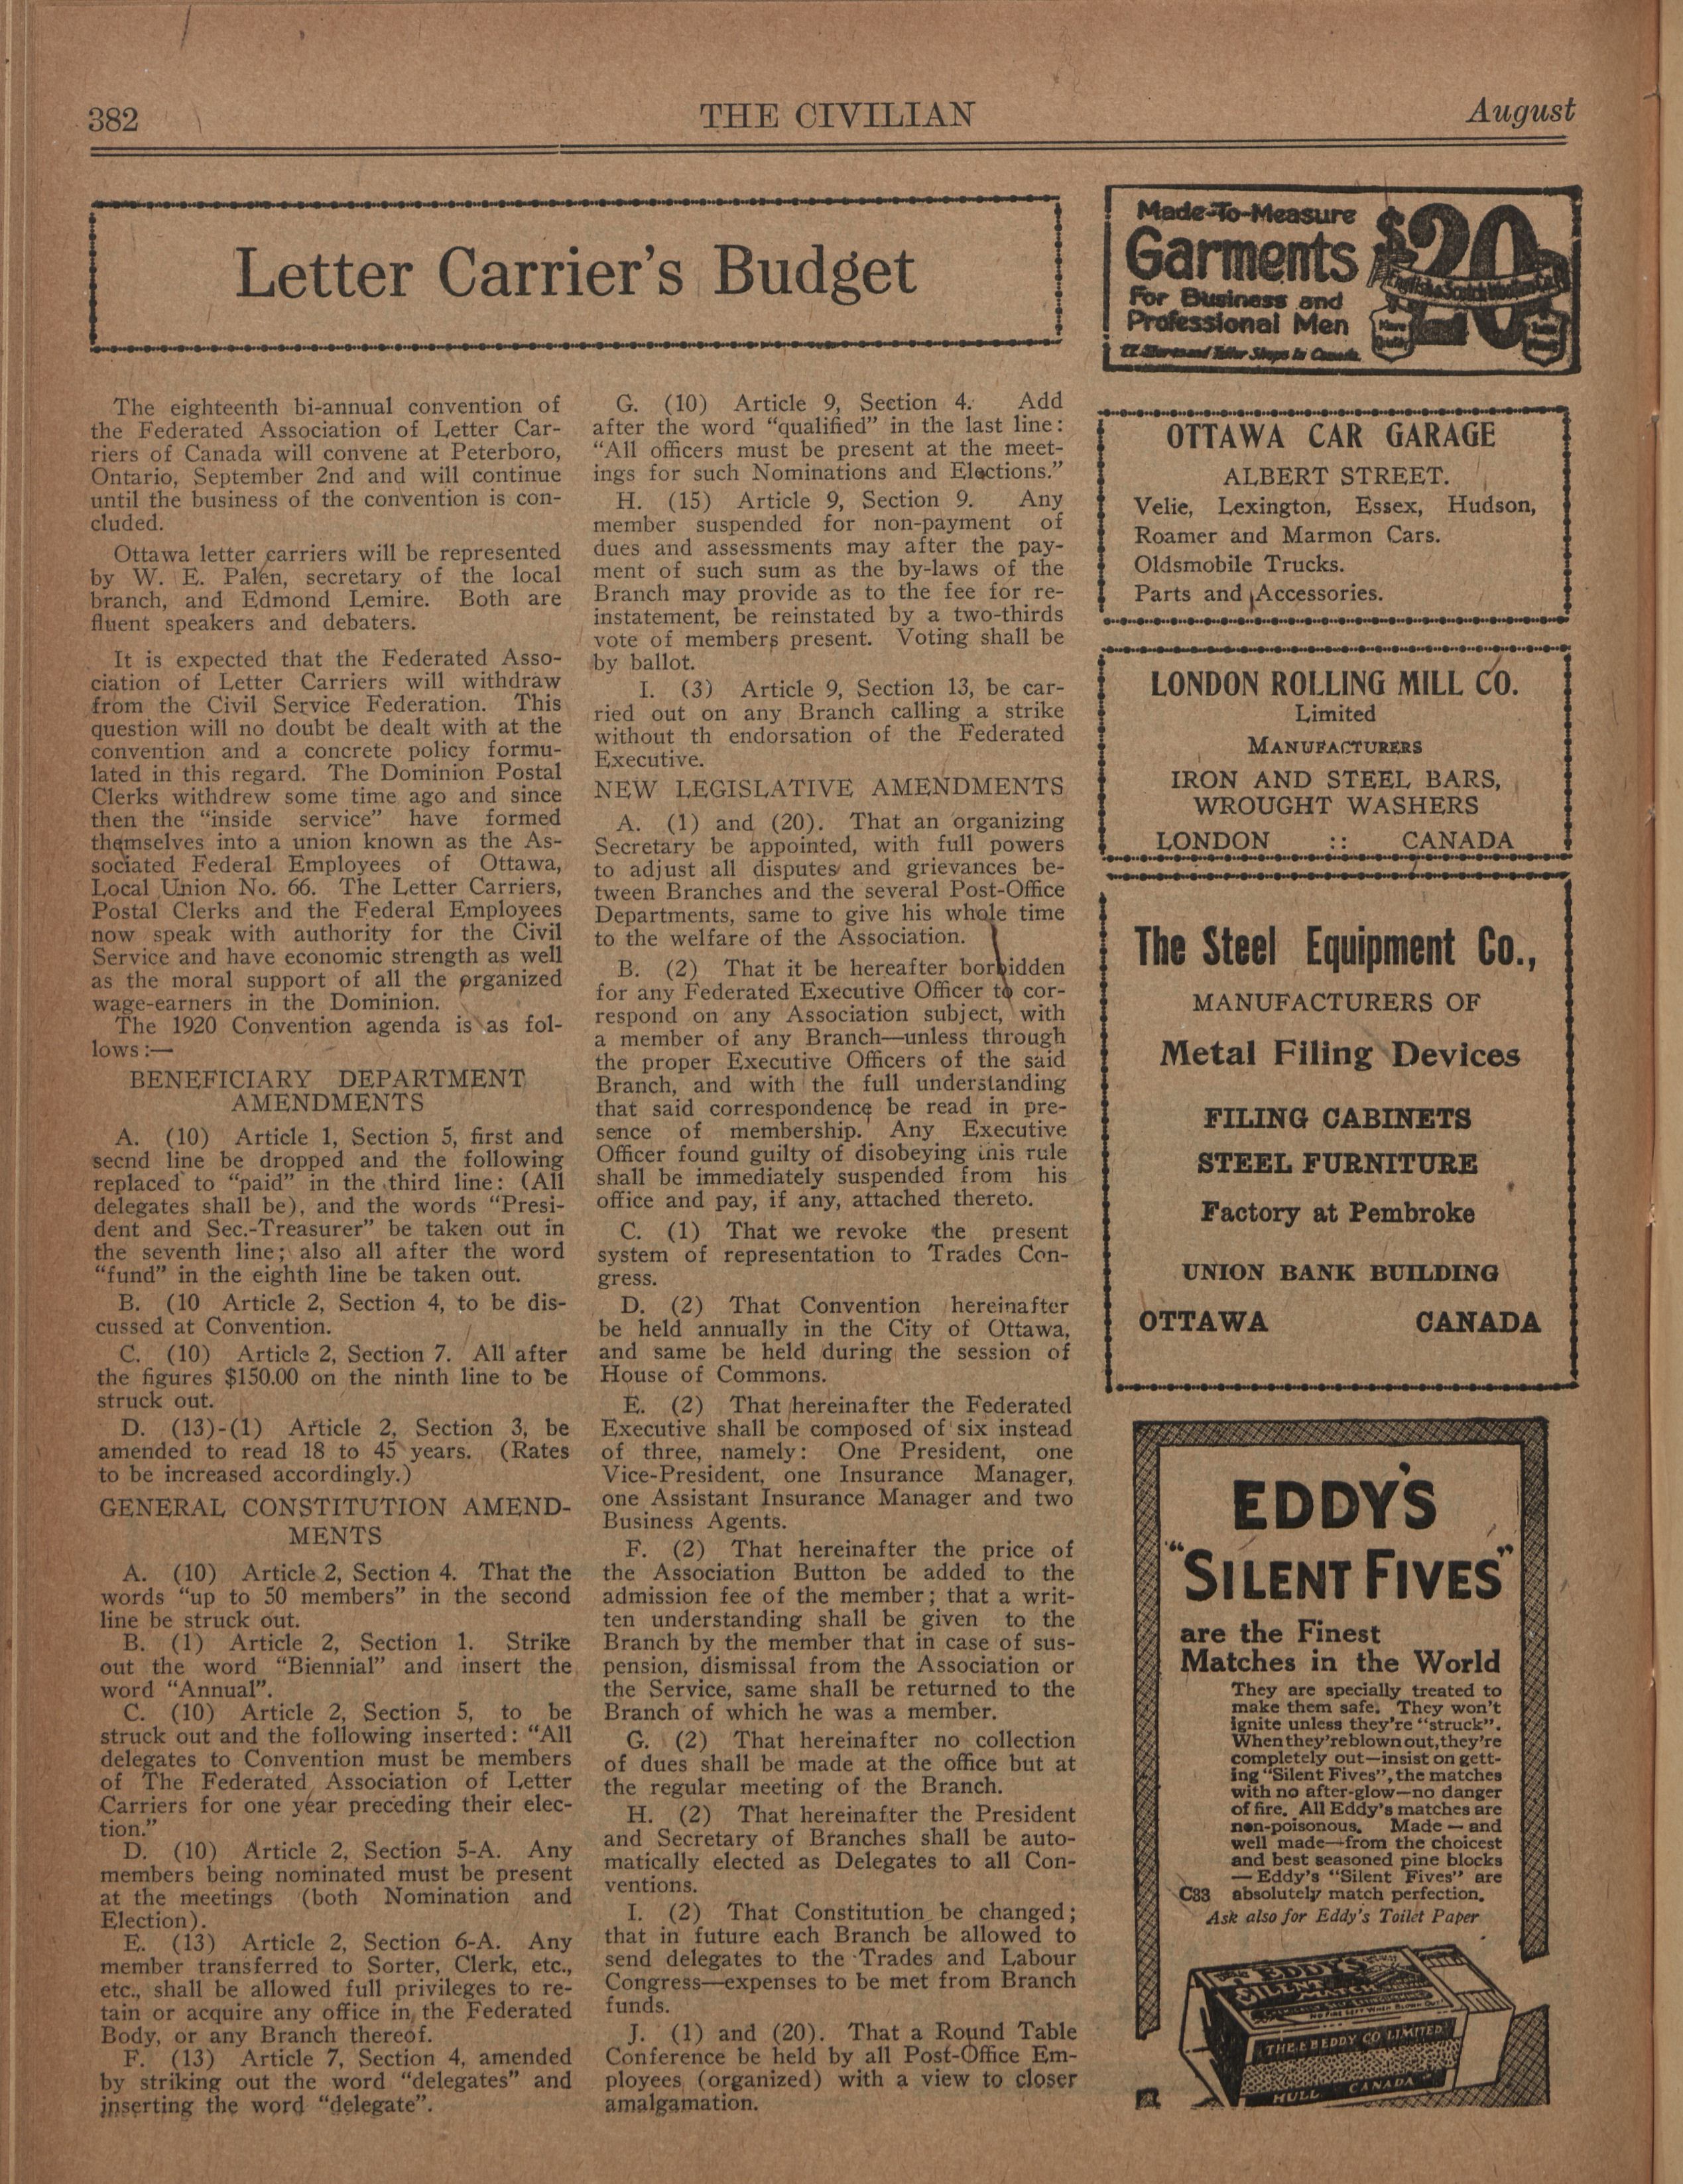 382
THE CIVILIAN
August
Letter Carrier's Budget
The eighteenth bi-annual convention of
the Federated Association of Letter Car-
riers of Canada will convene at Peterboro,
Ontario, September 2nd and will continue
until the business of the convention is con-
cluded.
Ottawa letter carriers will be represented
by W. E. Palen, secretary of the local
branch, and Edmond Lemire. Both are
fluent speakers and debaters.
It is expected that the Federated Asso-
ciation of Letter Carriers will withdraw
from the Civil Service Federation. This
question will no doubt be dealt with at the
convention and a concrete policy formu-
lated in this regard. The Dominion Postal
Clerks withdrew some time ago and since
then the "inside service" have formed
themselves into a union known as the As-
sociated Federal Employees of Ottawa,
Local Union No. 66. The Letter Carriers,
Postal Clerks and the Federal Employees
now speak with authority for the Civil
Service and have economic strength as well
as the moral support of all the organized
wage-earners in the Dominion.
The 1920 Convention agenda is as fol-
lows:—
BENEFICIARY DEPARTMENT
AMENDMENTS
A. (10) Article 1, Section 5, first and
secnd line be dropped and the following
replaced to "paid" in the third line: (All
delegates shall be), and the words "Presi-
dent and Sec.-Treasurer" be taken out in
the seventh line; also all after the word
"fund" in the eighth line be taken out.
B. (10 Article 2, Section 4, to be dis-
cussed at Convention.
C. (10) Article 2, Section 7. All after
the figures $150.00 on the ninth line to be
struck out.
D. (13)-(1) Article 2, Section 3, be
amended to read 18 to 45 years. (Rates
to be increased accordingly.)
GENERAL CONSTITUTION AMEND-
MENTS
A. (10) Article 2, Section 4. That the
words "up to 50 members" in the second
line be struck out.
B. (1) Article 2, Section 1. Strike
out the word "Biennial" and insert the
word "Annual".
C. (10) Article 2, Section 5, to be
struck out and the following inserted: "All
delegates to Convention must be members
of The Federated Association of Letter
Carriers for one year preceding their elec-
tion."
D. (10) Article 2, Section 5-A. Any
members being nominated must be present
at the meetings (both Nomination and
Election).
E. (13) Article 2, Section 6-A. Any
member transferred to Sorter, Clerk, etc.,
etc., shall be allowed full privileges to re-
tain or acquire any office in the Federated
Body, or any Branch thereof.
F. (13) Article 7, Section 4, amended
by striking out the word "delegates" and
inserting the word "delegate".
G. (10) Article 9, Section 4. Add
after the word "qualified" in the last line:
"All officers must be present at the meet-
ings for such Nominations and Elections."
H. (15) Article 9, Section 9. Any
member suspended for non-payment of
dues and assessments may after the pay-
ment of such sum as the by-laws of the
Branch may provide as to the fee for re-
instatement, be reinstated by a two-thirds
vote of members present. Voting shall be
by ballot.
I. (3) Article 9, Section 13, be car-
ried out on any Branch calling a strike
without th endorsation of the Federated
Executive.
NEW LEGISLATIVE AMENDMENTS
A. (1) and (20). That an organizing
Secretary be appointed, with full powers
to adjust all disputes and grievances be-
tween Branches and the several Post-Office
Departments, same to give his whole time
to the welfare of the Association.
B. (2) That it be hereafter borbidden
for any Federated Executive Officer to cor-
respond on any Association subject, with
a member of any Branch—unless through
the proper Executive Officers of the said
Branch, and with the full understanding
that said correspondence be read in pre-
sence of membership. Any Executive
Officer found guilty of disobeying this rule
shall be immediately suspended from his
office and pay, if any, attached thereto.
C. (1) That we revoke the present
system of representation to Trades Con-
gress.
D. (2) That Convention hereinafter
be held annually in the City of Ottawa,
and same be held during the session of
House of Commons.
E. (2) That hereinafter the Federated
Executive shall be composed of six instead
of three, namely: One President, one
Vice-President, one Insurance Manager,
one Assistant Insurance Manager and two
Business Agents.
F. (2) That hereinafter the price of
the Association Button be added to the
admission fee of the member; that a writ-
ten understanding shall be given to the
Branch by the member that in case of sus-
pension, dismissal from the Association or
the Service, same shall be returned to the
Branch of which he was a member.
G. (2) That hereinafter no collection
of dues shall be made at the office but at
the regular meeting of the Branch.
H. (2) That hereinafter the President
and Secretary of Branches shall be auto-
matically elected as Delegates to all Con-
ventions.
I. (2) That Constitution be changed;
that in future each Branch be allowed to
send delegates to the Trades and Labour
Congress—expenses to be met from Branch
funds.
J. (1) and (20). That a Round Table
Conference be held by all Post-Office Em-
ployees (organized) with a view to closer
amalgamation.
Made-To-Measure
Garments
For Business and
Professional Men
$20
OTTAWA CAR GARAGE
ALBERT STREET.
Velie, Lexington, Essex, Hudson,
Roamer and Marmon Cars.
Oldsmobile Trucks.
Parts and Accessories.
LONDON ROLLING MILL CO.
Limited
MANUFACTURERS
IRON AND STEEL BARS,
WROUGHT WASHERS
LONDON :: CANADA
The Steel Equipment Co.,
MANUFACTURERS OF
Metal Filing Devices
FILING CABINETS
STEEL FURNITURE
Factory at Pembroke
UNION BANK BUILDING
OTTAWA CANADA
EDDY'S
"SILENT FIVES"
are the Finest
Matches in the World
They are specially treated to
make them safe. They won't
ignite unless they're "struck".
When they're blown out, they're
completely out—insist on gett-
ing "Silent Fives", the matches
with no after-glow—no danger
of fire. All Eddy's matches are
non-poisonous. Made — and
well made—from the choicest
and best seasoned pine blocks
— Eddy's "Silent Fives" are
C33 absolutely match perfection.
Ask also for Eddy's Toilet Paper
EDDY'S
SILENT
THE E B EDDY CO LIMITED
HULL CANADA